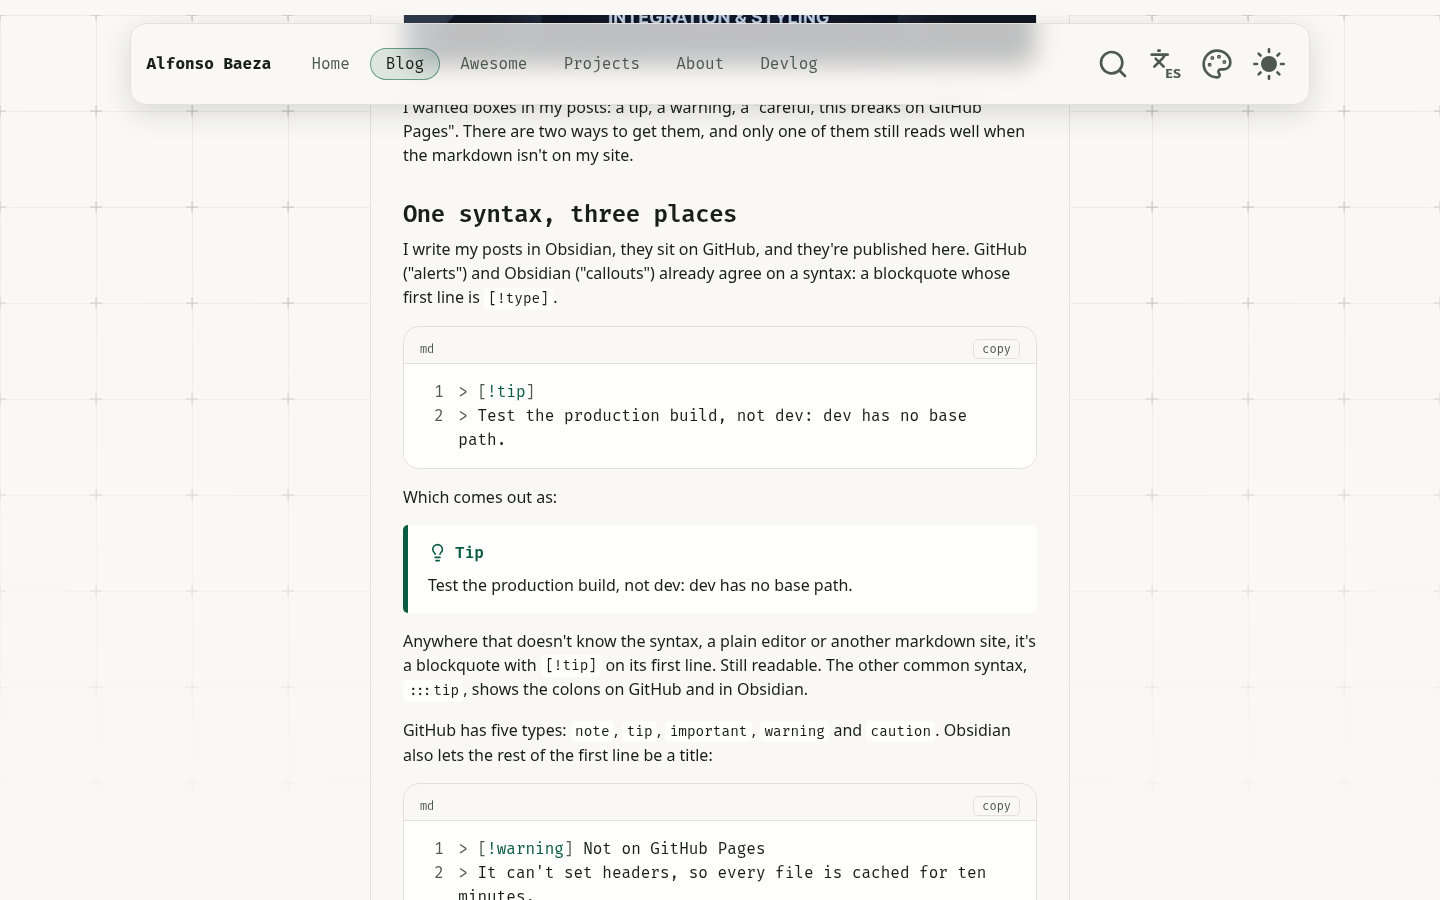 INTEGRATION & STYLING
Alfonso Baeza Home Blog Awesome Projects About Devlog ES
I wanted boxes in my posts: a tip, a warning, a "careful, this breaks on GitHub
Pages". There are two ways to get them, and only one of them still reads well when
the markdown isn't on my site.
One syntax, three places
I write my posts in Obsidian, they sit on GitHub, and they're published here. GitHub
("alerts") and Obsidian ("callouts") already agree on a syntax: a blockquote whose
first line is [!type].
md copy
1 > [!tip]
2 > Test the production build, not dev: dev has no base
path.
Which comes out as:
Tip
Test the production build, not dev: dev has no base path.
Anywhere that doesn't know the syntax, a plain editor or another markdown site, it's
a blockquote with [!tip] on its first line. Still readable. The other common syntax,
:::tip, shows the colons on GitHub and in Obsidian.
GitHub has five types: note, tip, important, warning and caution. Obsidian
also lets the rest of the first line be a title:
md copy
1 > [!warning] Not on GitHub Pages
2 > It can't set headers, so every file is cached for ten
minutes.